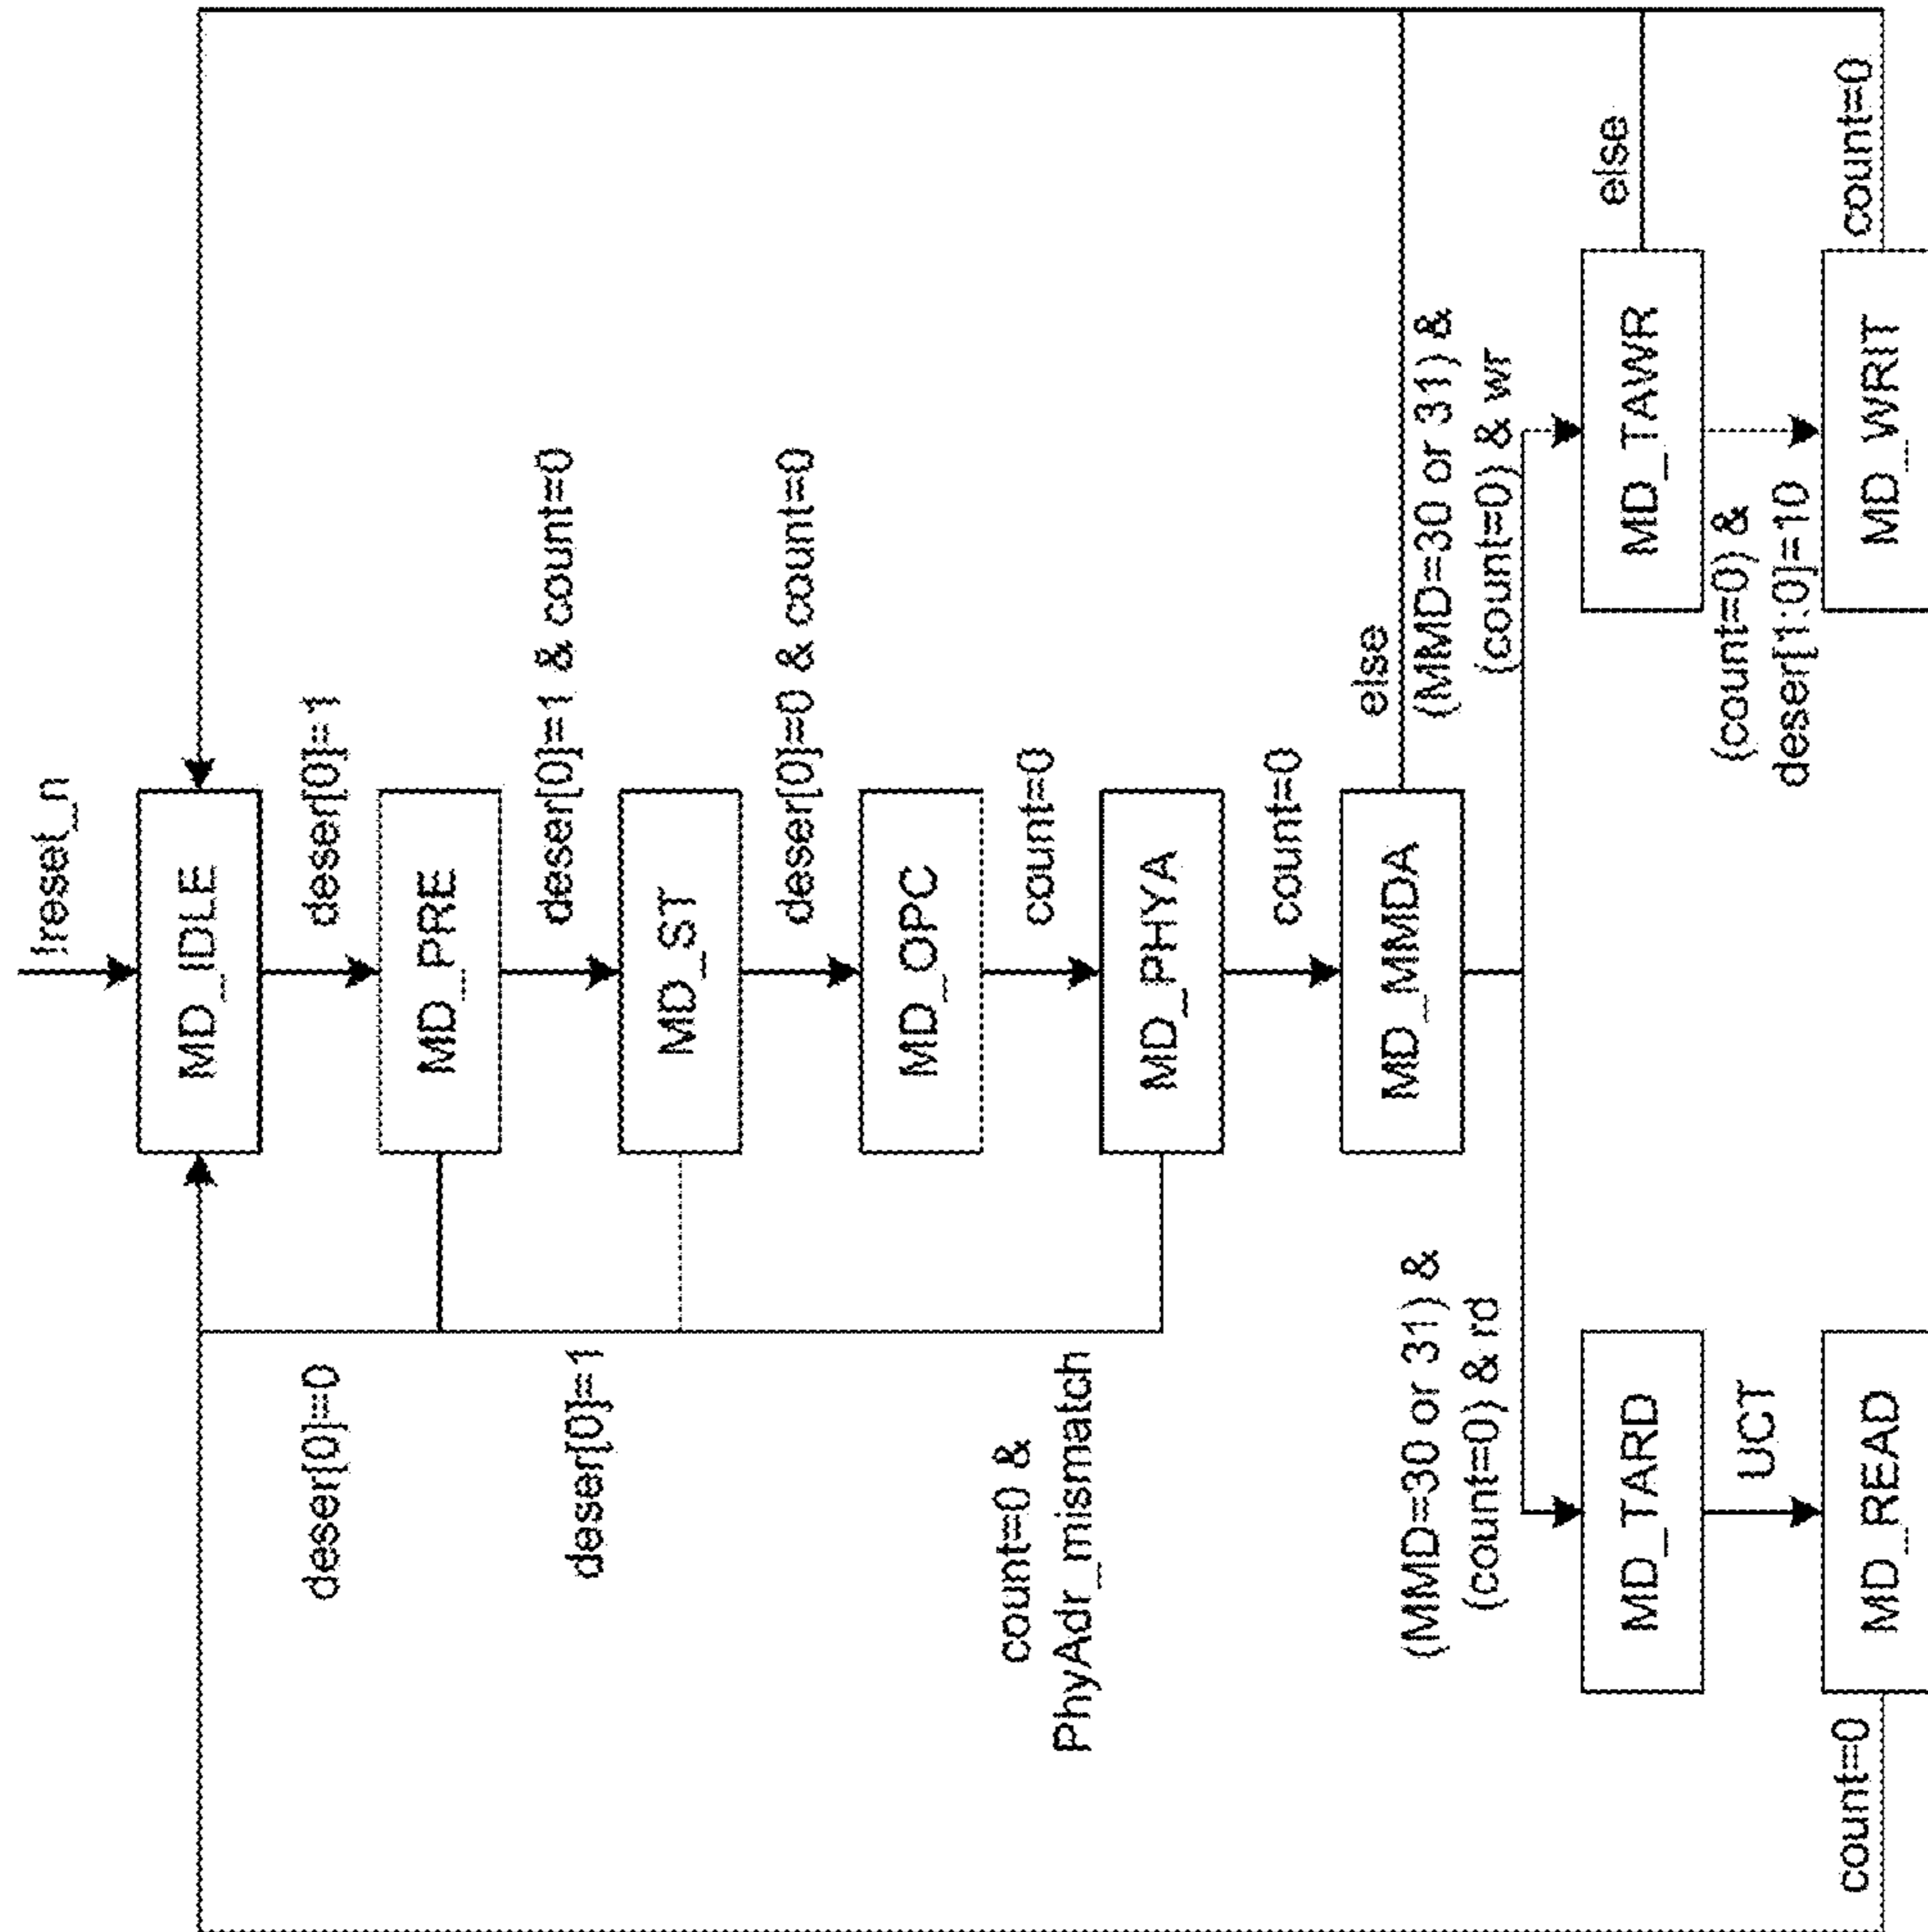 !reset_n
MD_IDLE
deser[0]=1
MD_PRE
deser[0]=0
deser[0]=1 & count=0
MD_ST
deser[0]=1
deser[0]=0 & count=0
MD_OPC
count=0
count=0 &
PhyAdr_mismatch
MD_PHYA
count=0
MD_MMDA
else
(MMD=30 or 31) &
(count=0) & rd
(MMD=30 or 31) &
(count=0) & wr
MD_TARD
MD_TAWR
else
UCT
(count=0) &
deser[1:0]=10
MD_READ
MD_WRIT
count=0
count=0